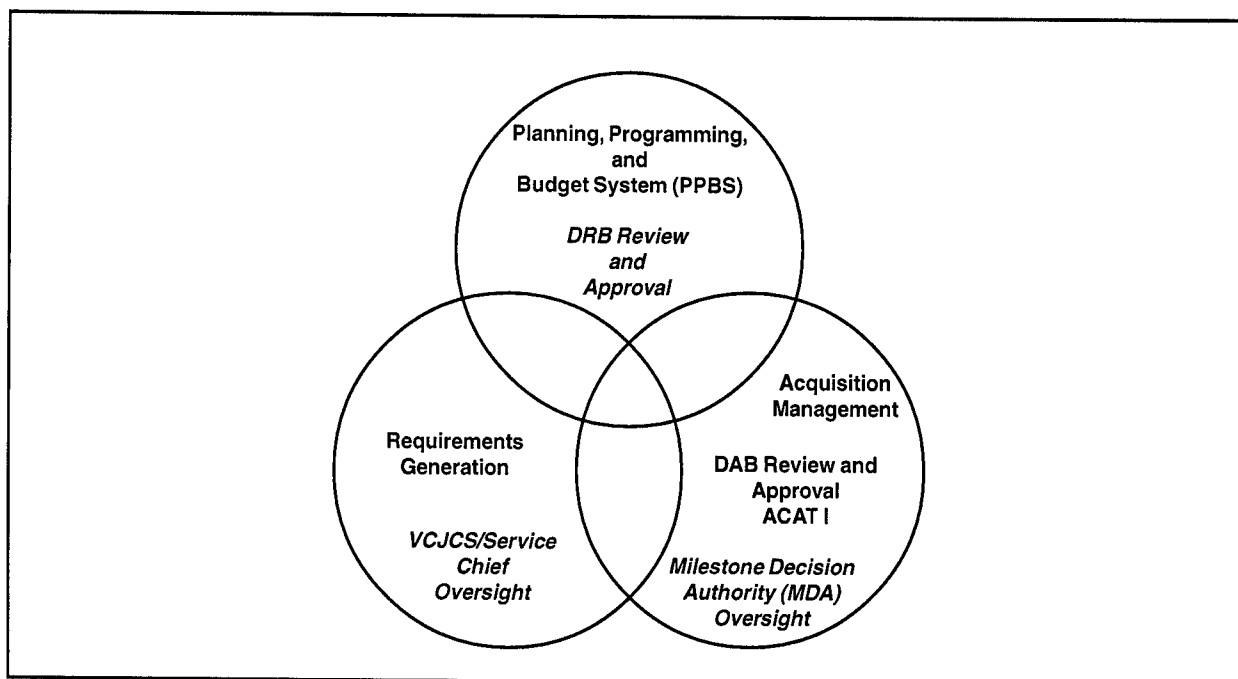 Planning, Programming,
and
Budget System (PPBS)
DRB Review
and
Approval
Requirements
Generation
VCJCS/Service
Chief
Oversight
Acquisition
Management
DAB Review and
Approval
ACAT I
Milestone Decision
Authority (MDA)
Oversight